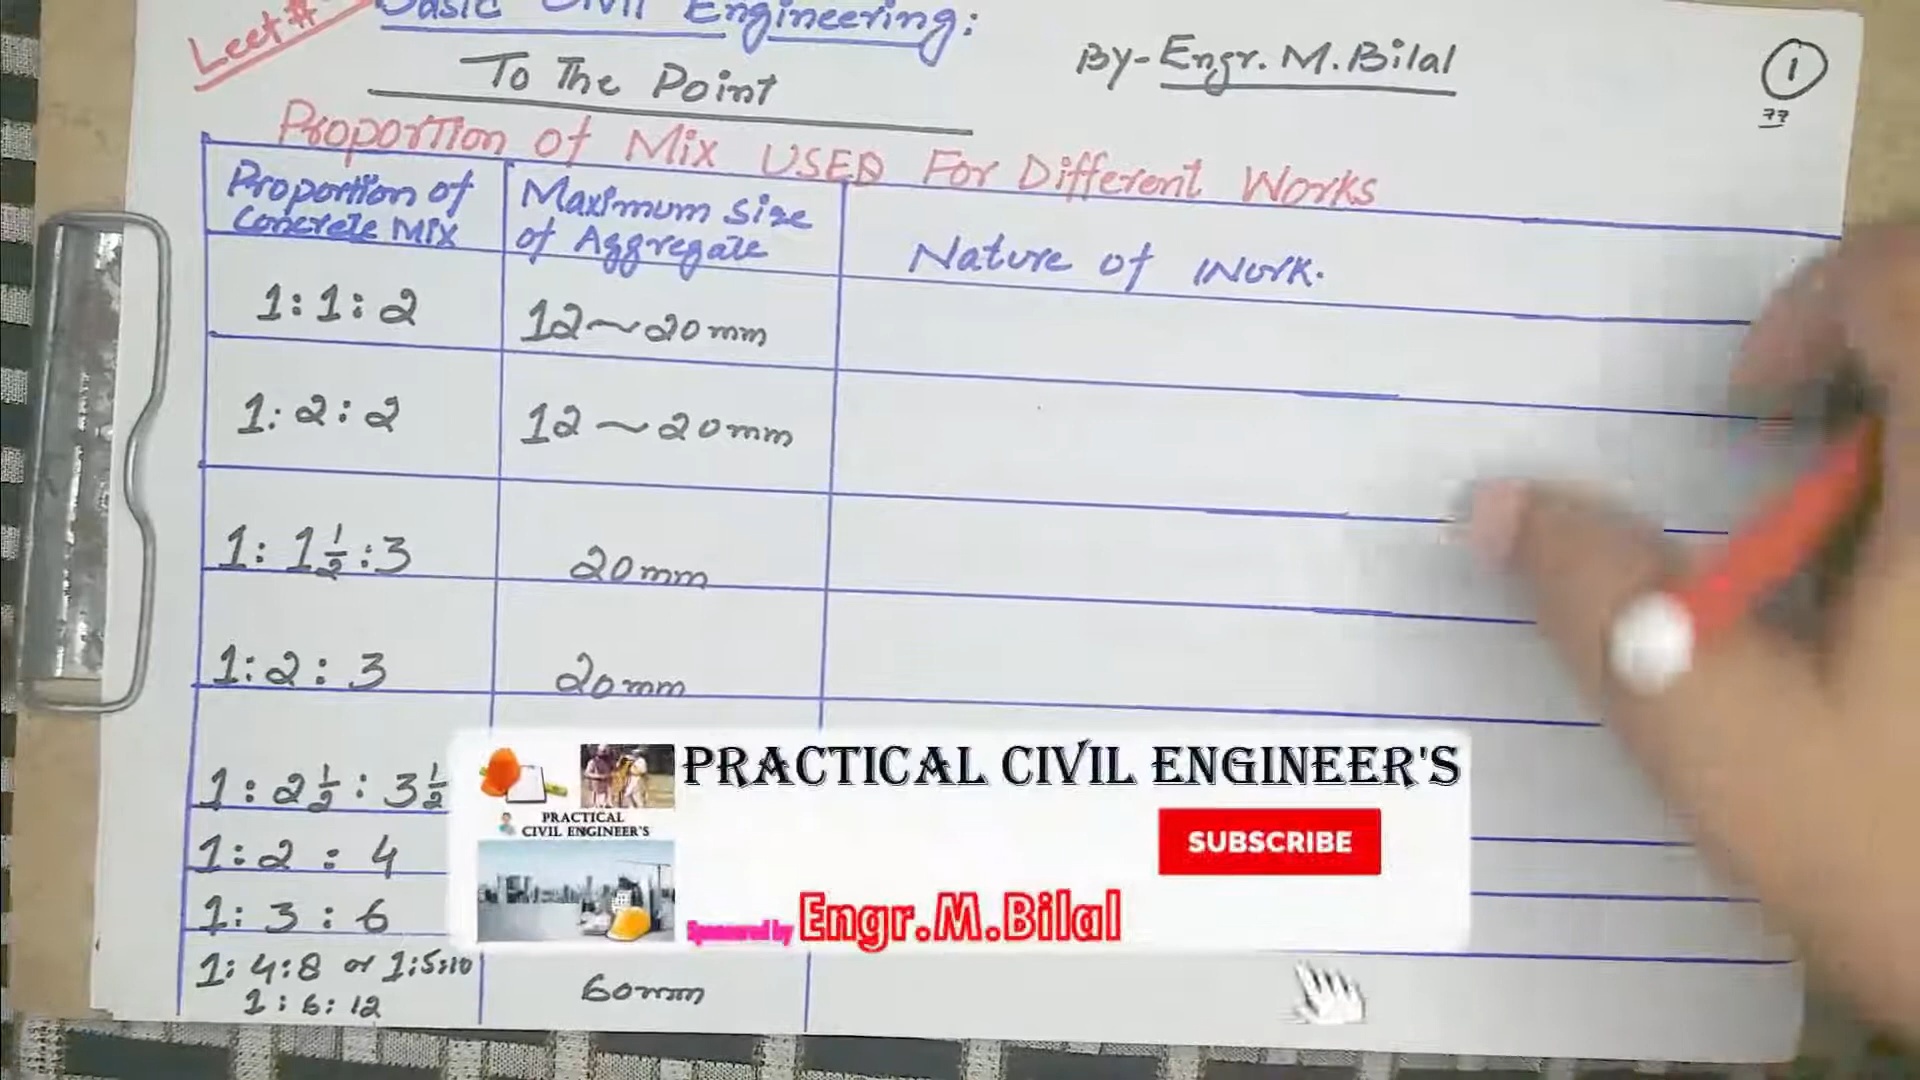 Lect#
Basic Civil Engineering:
To The Point
By-Engr. M. Bilal
1
77
Proportion of Mix USED For Different Works
Proportion of
Concrete Mix
Maximum size
of Aggregate
Nature of Work.
1:1:2
12~20mm
1:2:2
12~20mm
1:1½:3
20mm
1:2:3
20mm
1:2½:3½
1:2:4
1:3:6
1:4:8 or 1:5:10
1:6:12
60mm
PRACTICAL CIVIL ENGINEER'S
PRACTICAL
CIVIL ENGINEER'S
SUBSCRIBE
Sponsored by Engr.M.Bilal